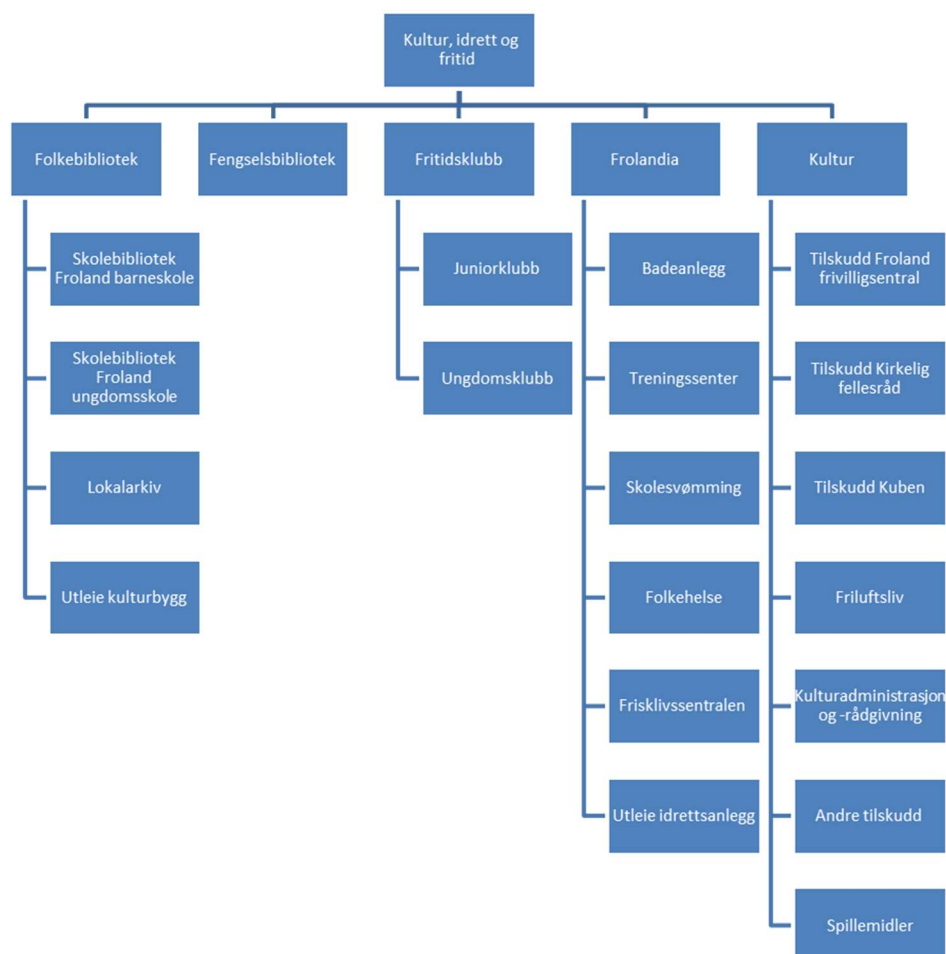 Kultur, idrett og
fritid
Folkebibliotek
Fengselsbibliotek
Fritidsklubb
Frolandia
Kultur
Skolebibliotek
Froland barneskole
Skolebibliotek
Froland
ungdomsskole
Lokalarkiv
Utleie kulturbygg
Juniorklubb
Ungdomsklubb
Badeanlegg
Treningssenter
Skolesvømming
Folkehelse
Frisklivssentralen
Utleie idrettsanlegg
Tilskudd Froland
frivilligsentral
Tilskudd Kirkelig
fellesråd
Tilskudd Kuben
Friluftsliv
Kulturadministrasjon
og -rådgivning
Andre tilskudd
Spillemidler